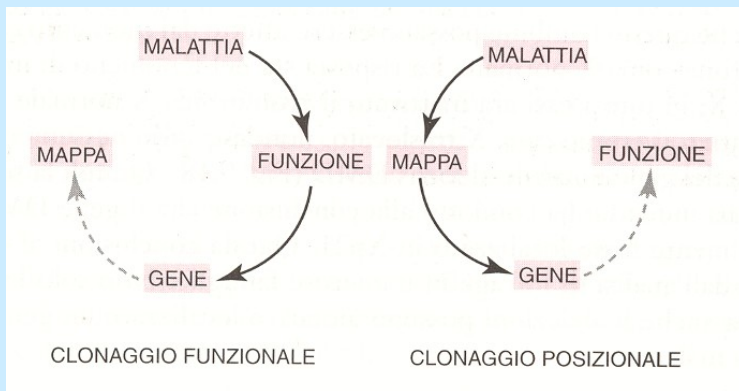 MALATTIA
MALATTIA
MAPPA
FUNZIONE
MAPPA
FUNZIONE
GENE
GENE
CLONAGGIO FUNZIONALE
CLONAGGIO POSIZIONALE